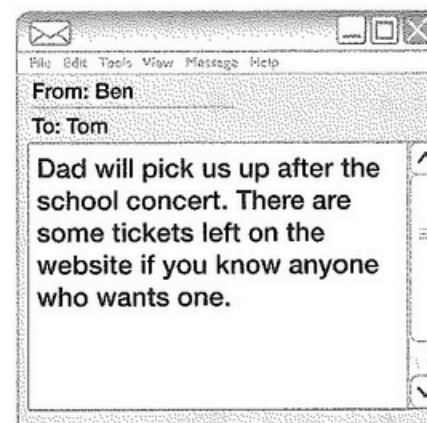 File Edit Tools View Message Help
From: Ben
To: Tom
Dad will pick us up after the
school concert. There are
some tickets left on the
website if you know anyone
who wants one.